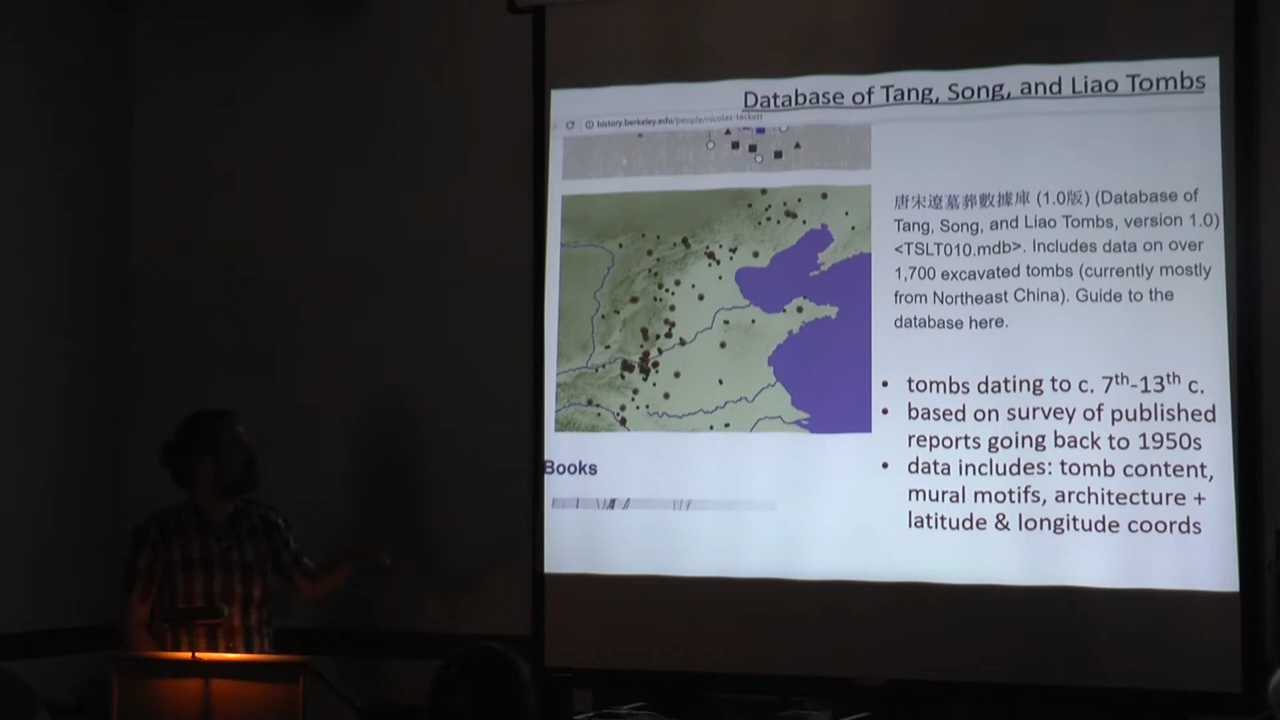 Database of Tang, Song, and Liao Tombs
history.berkeley.edu/people/nicolas-tackett
唐宋遼墓葬數據庫 (1.0版) (Database of
Tang, Song, and Liao Tombs, version 1.0)
<TSLT010.mdb>. Includes data on over
1,700 excavated tombs (currently mostly
from Northeast China). Guide to the
database here.
• tombs dating to c. 7th-13th c.
• based on survey of published
reports going back to 1950s
• data includes: tomb content,
mural motifs, architecture +
latitude & longitude coords
Books